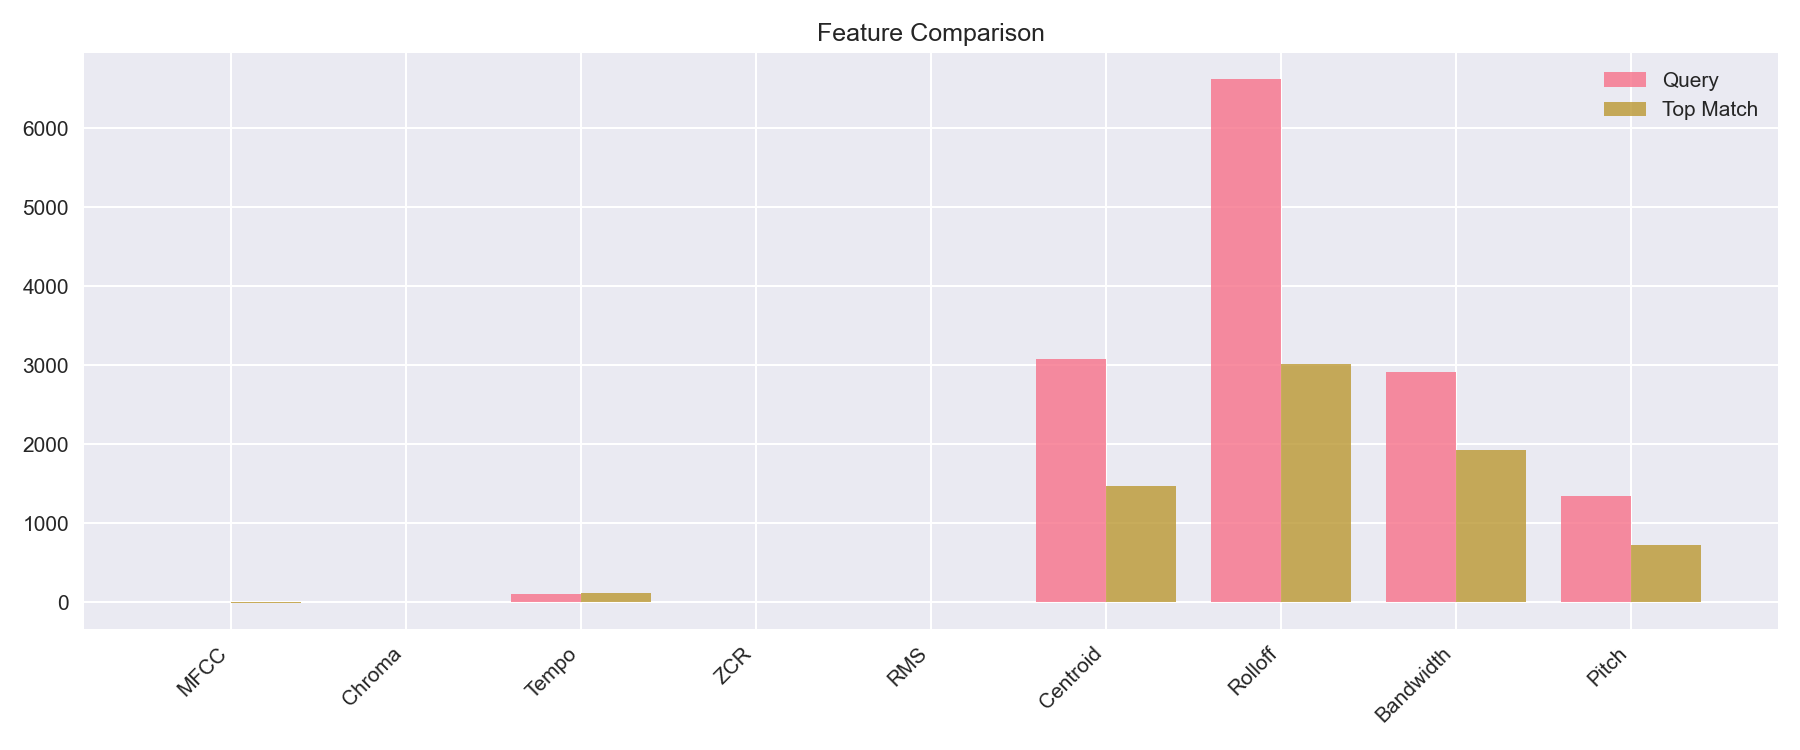 Feature Comparison
Query
Top Match
6000
5000
4000
3000
2000
1000
0
MFCC
Chroma
Tempo
ZCR
RMS
Centroid
Rolloff
Bandwidth
Pitch